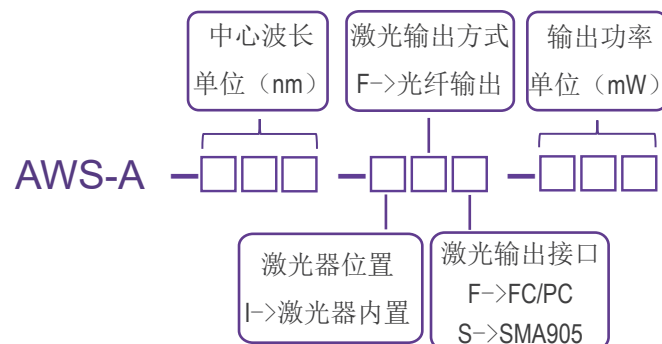 中心波长
单位（nm）
激光输出方式
F->光纤输出
输出功率
单位（mW）
AWS-A -□□□ -□□□ -□□□
激光器位置
I->激光器内置
激光输出接口
F->FC/PC
S->SMA905